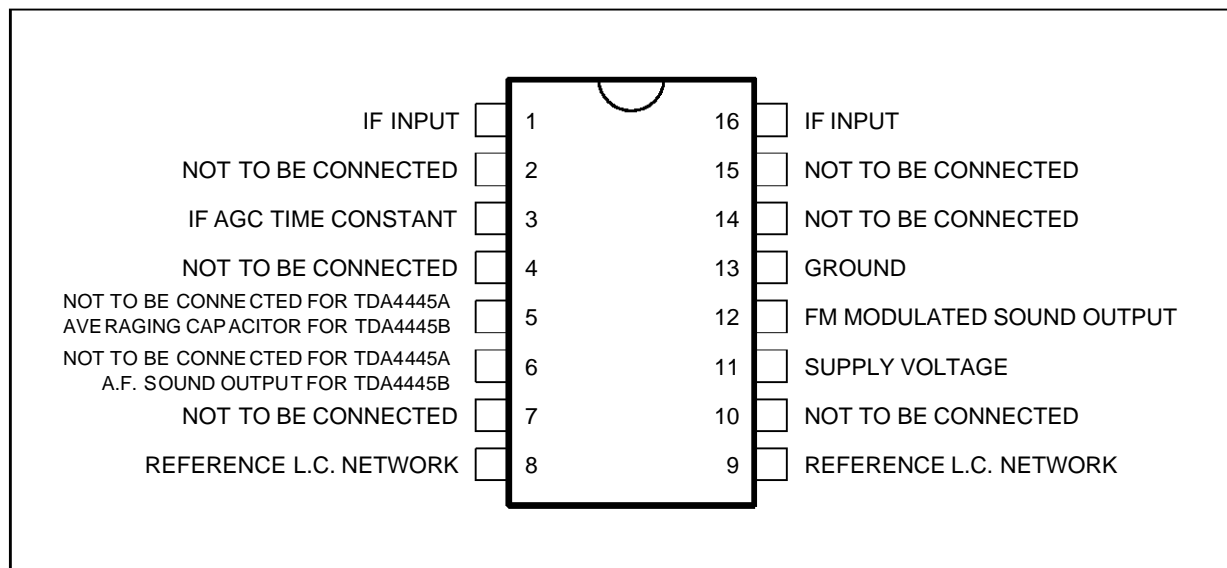 IF INPUT 1 16 IF INPUT
NOT TO BE CONNECTED 2 15 NOT TO BE CONNECTED
IF AGC TIME CONSTANT 3 14 NOT TO BE CONNECTED
NOT TO BE CONNECTED 4 13 GROUND
NOT TO BE CONNECTED FOR TDA4445A
AVERAGING CAPACITOR FOR TDA4445B 5 12 FM MODULATED SOUND OUTPUT
NOT TO BE CONNECTED FOR TDA4445A
A.F. SOUND OUTPUT FOR TDA4445B 6 11 SUPPLY VOLTAGE
NOT TO BE CONNECTED 7 10 NOT TO BE CONNECTED
REFERENCE L.C. NETWORK 8 9 REFERENCE L.C. NETWORK